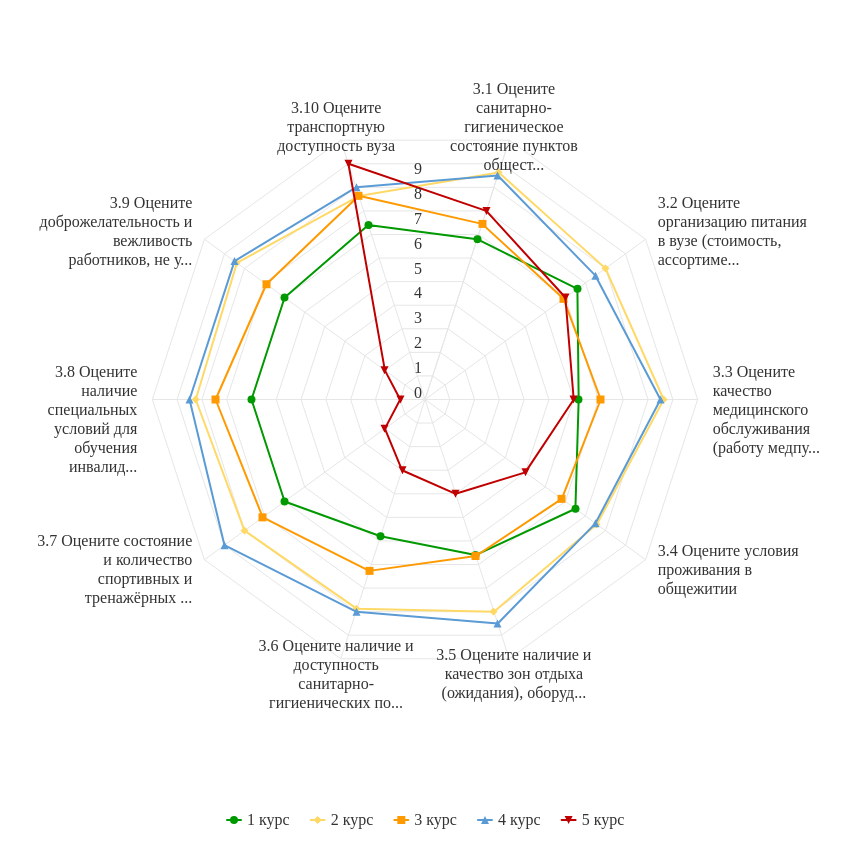 3.1 Оцените
санитарно-
гигиеническое
состояние пунктов
общест...
3.2 Оцените
организацию питания
в вузе (стоимость,
ассортиме...
3.3 Оцените
качество
медицинского
обслуживания
(работу медпу...
3.4 Оцените условия
проживания в
общежитии
3.5 Оцените наличие и
качество зон отдыха
(ожидания), оборуд...
3.6 Оцените наличие и
доступность
санитарно-
гигиенических по...
3.7 Оцените состояние
и количество
спортивных и
тренажёрных ...
3.8 Оцените
наличие
специальных
условий для
обучения
инвалид...
3.9 Оцените
доброжелательность и
вежливость
работников, не у...
3.10 Оцените
транспортную
доступность вуза
9
8
7
6
5
4
3
2
1
0
1 курс
2 курс
3 курс
4 курс
5 курс